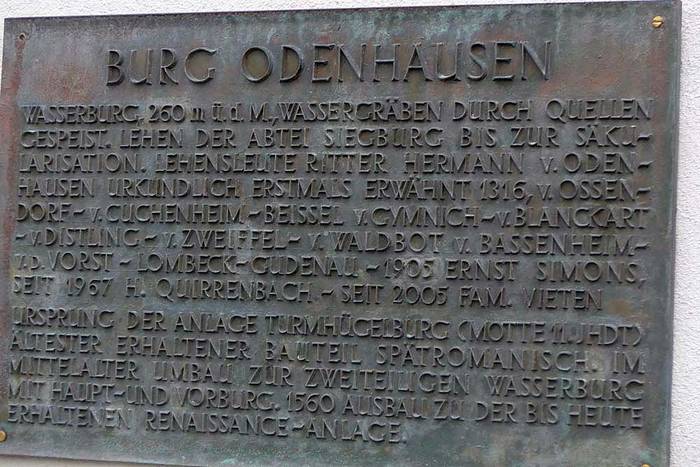 BURG ODENHAUSEN
WASSERBURG, 260 m ü. d. M., WASSERGRÄBEN DURCH QUELLEN
GESPEIST. LEHEN DER ABTEI SIEGBURG BIS ZUR SÄKU-
LARISATION. LEHENSLEUTE RITTER HERMANN v. ODEN-
HAUSEN URKUNDLICH ERSTMALS ERWÄHNT 1316, v. OSSEN-
DORF - v. CUCHENHEIM - BEISSEL v. GYMNICH - v. BLANCKART
- v. DISTLING - v. ZWEIFFEL - v. WALDBOT v. BASSENHEIM -
v. D. VORST - LOMBECK - GUDENAU - 1905 ERNST SIMONS,
SEIT 1967 H. QUIRRENBACH. - SEIT 2005 FAM. VIETEN
URSPRUNG DER ANLAGE TURMHÜGELBURG (MOTTE 11. JHDT)
ÄLTESTER ERHALTENER BAUTEIL SPÄTROMANISCH. IM
MITTELALTER UMBAU ZUR ZWEITEILIGEN WASSERBURG
MIT HAUPT- UND VORBURG. 1560 AUSBAU ZU DER BIS HEUTE
ERHALTENEN RENAISSANCE - ANLAGE.